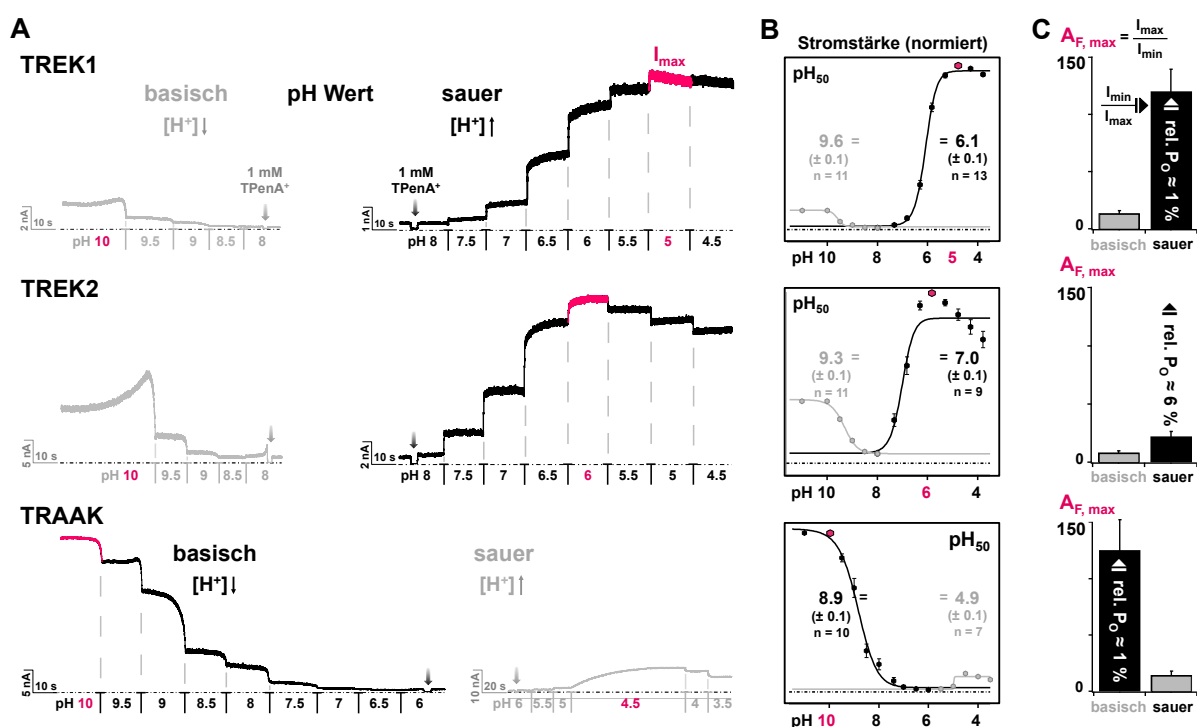 A
TREK1
basisch
[H⁺]↓
pH Wert
sauer
[H⁺]↑
Imax
1 mM
TPenA⁺
1 mM
TPenA⁺
2 nA
10 s
pH 10
9.5
9
8.5
8
1 nA
10 s
pH 8
7.5
7
6.5
6
5.5
5
4.5
TREK2
5 nA
10 s
pH 10
9.5
9
8.5
8
2 nA
10 s
pH 8
7.5
7
6.5
6
5.5
5
4.5
TRAAK
basisch
[H⁺]↓
sauer
[H⁺]↑
5 nA
10 s
pH 10
9.5
9
8.5
8
7.5
7
6.5
6
10 nA
20 s
pH 6
5.5
5
4.5
4
3.5
B
Stromstärke (normiert)
pH50
9.6 =
(± 0.1)
n = 11
= 6.1
(± 0.1)
n = 13
pH 10 8 6 5 4
pH50
9.3 =
(± 0.1)
n = 11
= 7.0
(± 0.1)
n = 9
pH 10 8 6 4
pH50
8.9 =
(± 0.1)
n = 10
= 4.9
(± 0.1)
n = 7
pH 10 8 6 4
C
AF, max = Imax
Imin
150
Imin
Imax
rel. PO ≈ 1 %
0
basisch sauer
AF, max
150
rel. PO ≈ 6 %
0
basisch sauer
AF, max
150
rel. PO ≈ 1 %
0
basisch sauer